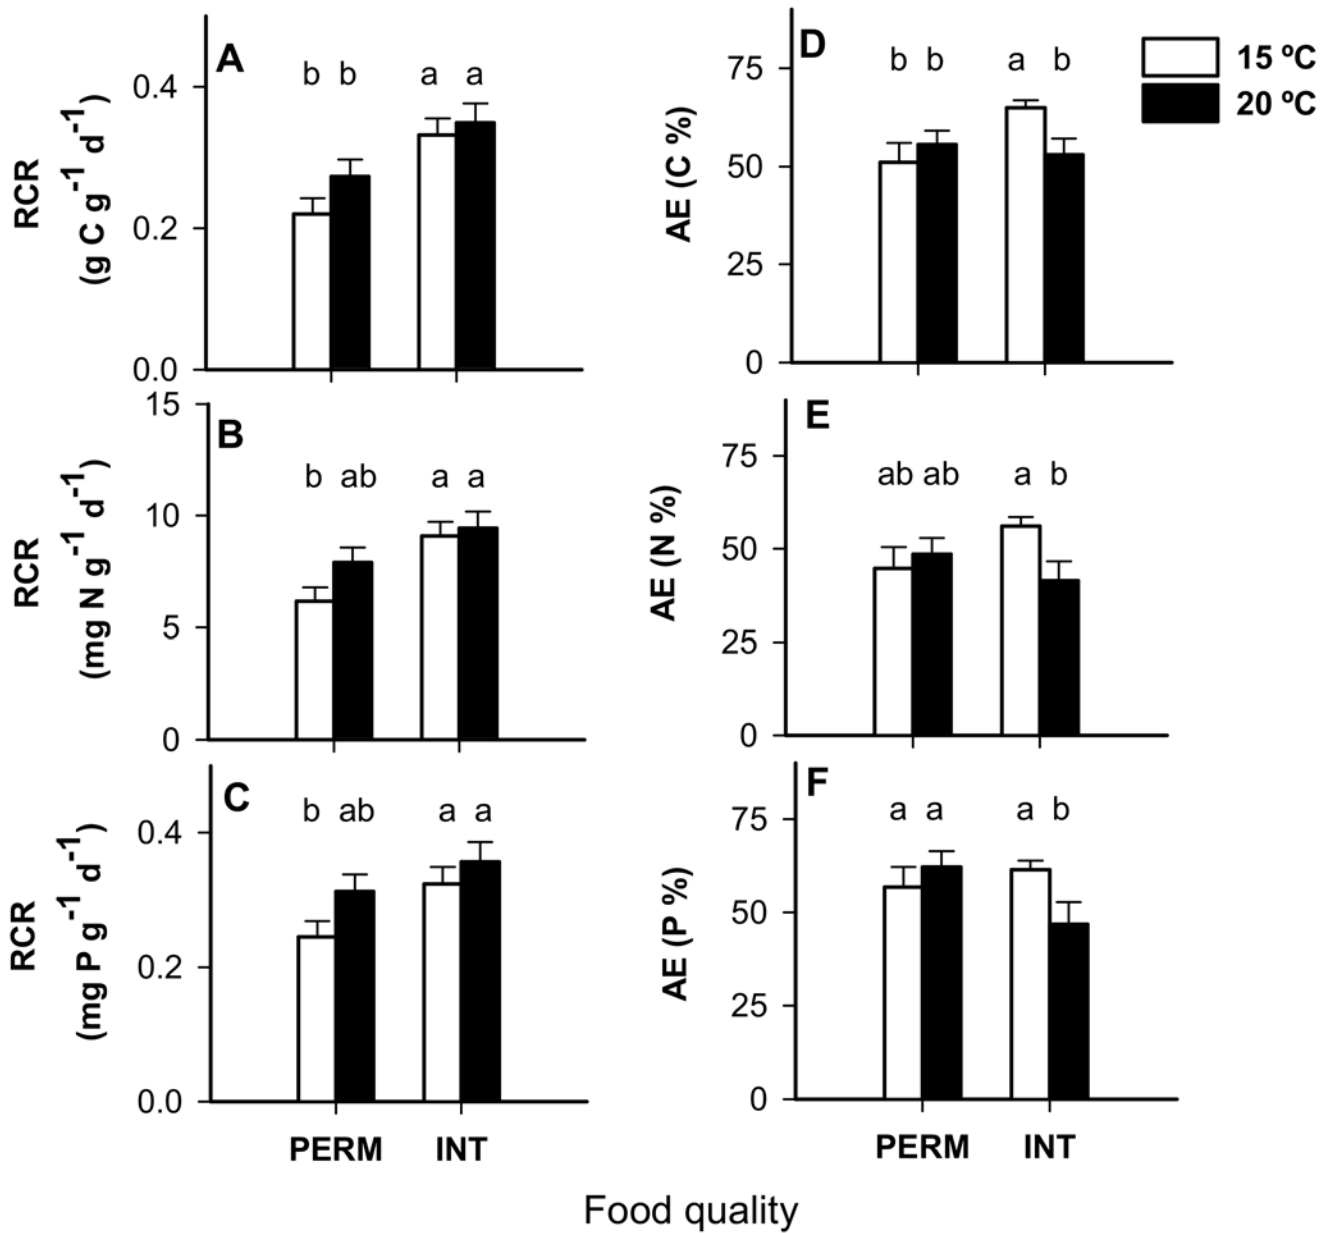 A
b b a a
0.4
0.2
0.0
RCR
(g C g⁻¹ d⁻¹)
D
b b a b
75
50
25
0
AE (C %)
15 ºC
20 ºC
B
b ab a a
15
10
5
0
RCR
(mg N g⁻¹ d⁻¹)
E
ab ab a b
75
50
25
0
AE (N %)
C
b ab a a
0.4
0.2
0.0
RCR
(mg P g⁻¹ d⁻¹)
PERM INT
F
a a a b
75
50
25
0
AE (P %)
PERM INT
Food quality